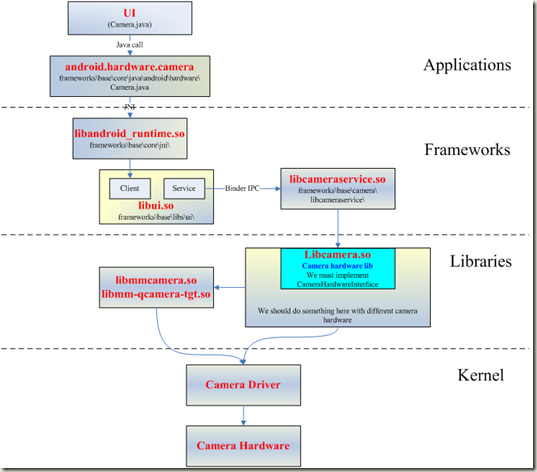 UI
(Camera.java)
Java call
android.hardware.camera
frameworks\base\core\java\android\hardware\
Camera.java
Applications
JNI
libandroid_runtime.so
frameworks\base\core\jni\
Frameworks
Client
Service
Binder IPC
libui.so
frameworks\base\libs\ui\
libcameraservice.so
frameworks\base\camera\
libcameraservice\
Libcamera.so
Camera hardware lib
We must implement
CameraHardwareInterface
Libraries
libmmcamera.so
libmm-qcamera-tgt.so
We should do something here with different camera
hardware
Kernel
Camera Driver
Camera Hardware